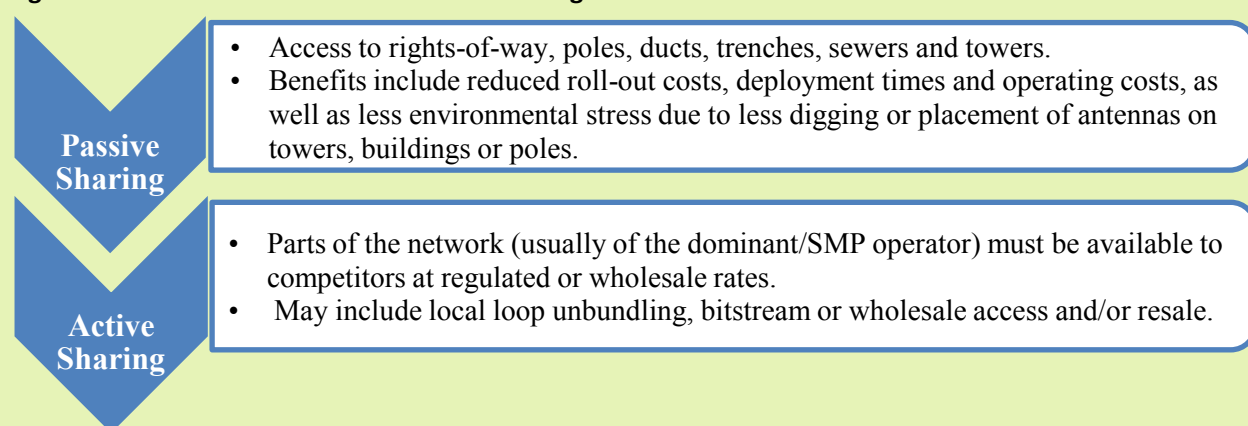 Passive
Sharing
• Access to rights-of-way, poles, ducts, trenches, sewers and towers.
• Benefits include reduced roll-out costs, deployment times and operating costs, as
well as less environmental stress due to less digging or placement of antennas on
towers, buildings or poles.
Active
Sharing
• Parts of the network (usually of the dominant/SMP operator) must be available to
competitors at regulated or wholesale rates.
• May include local loop unbundling, bitstream or wholesale access and/or resale.